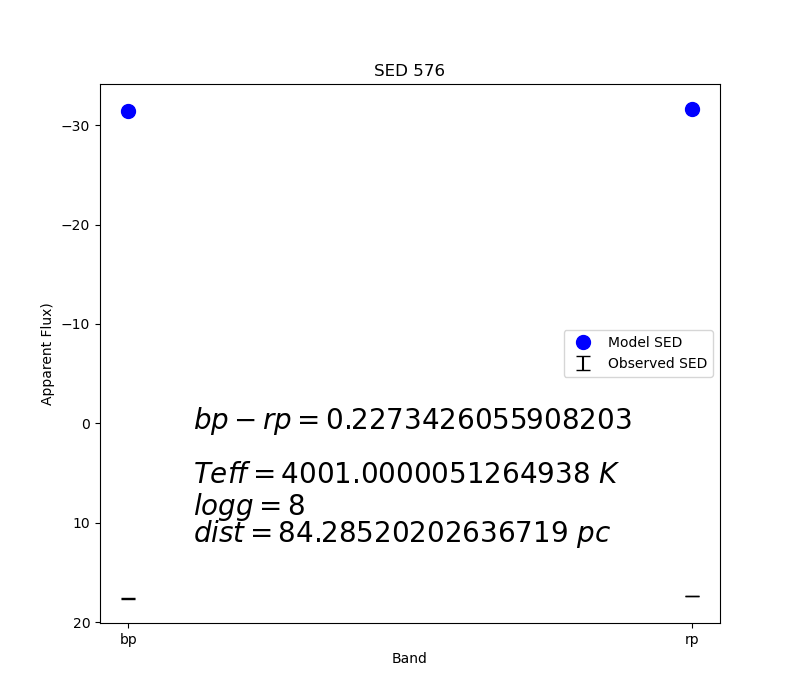 SED 576
−30
−20
−10
0
10
20
Apparent Flux)
Model SED
Observed SED
bp − rp = 0.2273426055908203
Teff = 4001.0000051264938 K
logg = 8
dist = 84.28520202636719 pc
bp
rp
Band